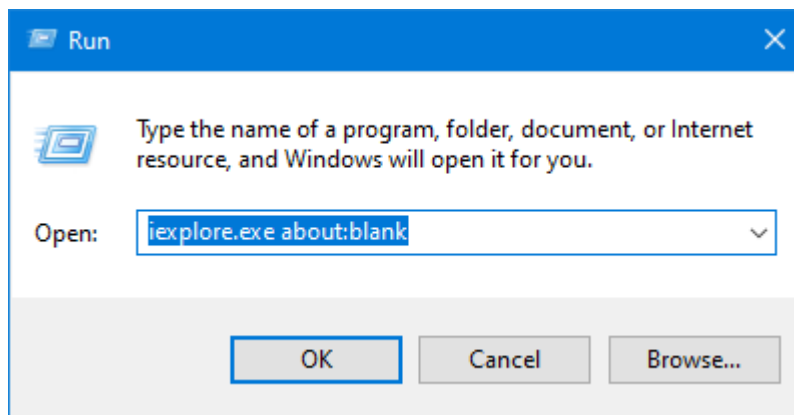 Run
Type the name of a program, folder, document, or Internet
resource, and Windows will open it for you.
Open: iexplore.exe about:blank
OK Cancel Browse...